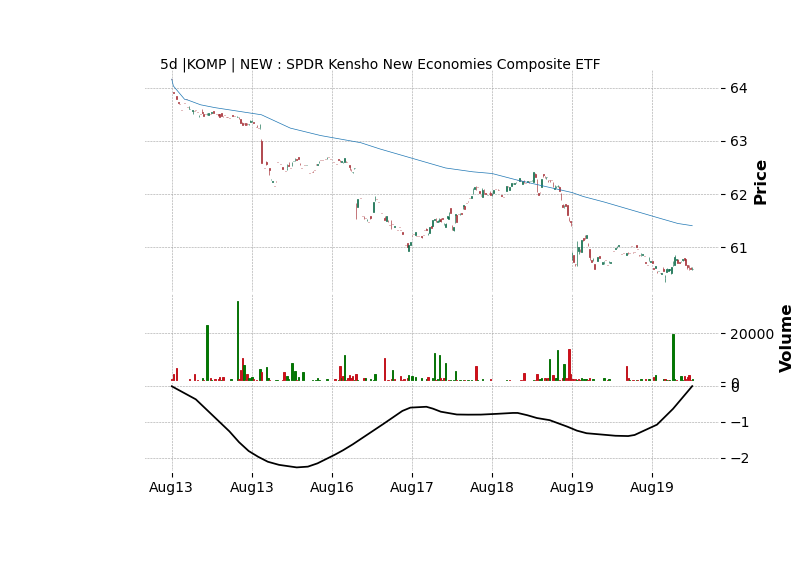 5d |KOMP | NEW : SPDR Kensho New Economies Composite ETF
64
63
62
61
Price
20000
0
Volume
0
−1
−2
Aug13 Aug13 Aug16 Aug17 Aug18 Aug19 Aug19